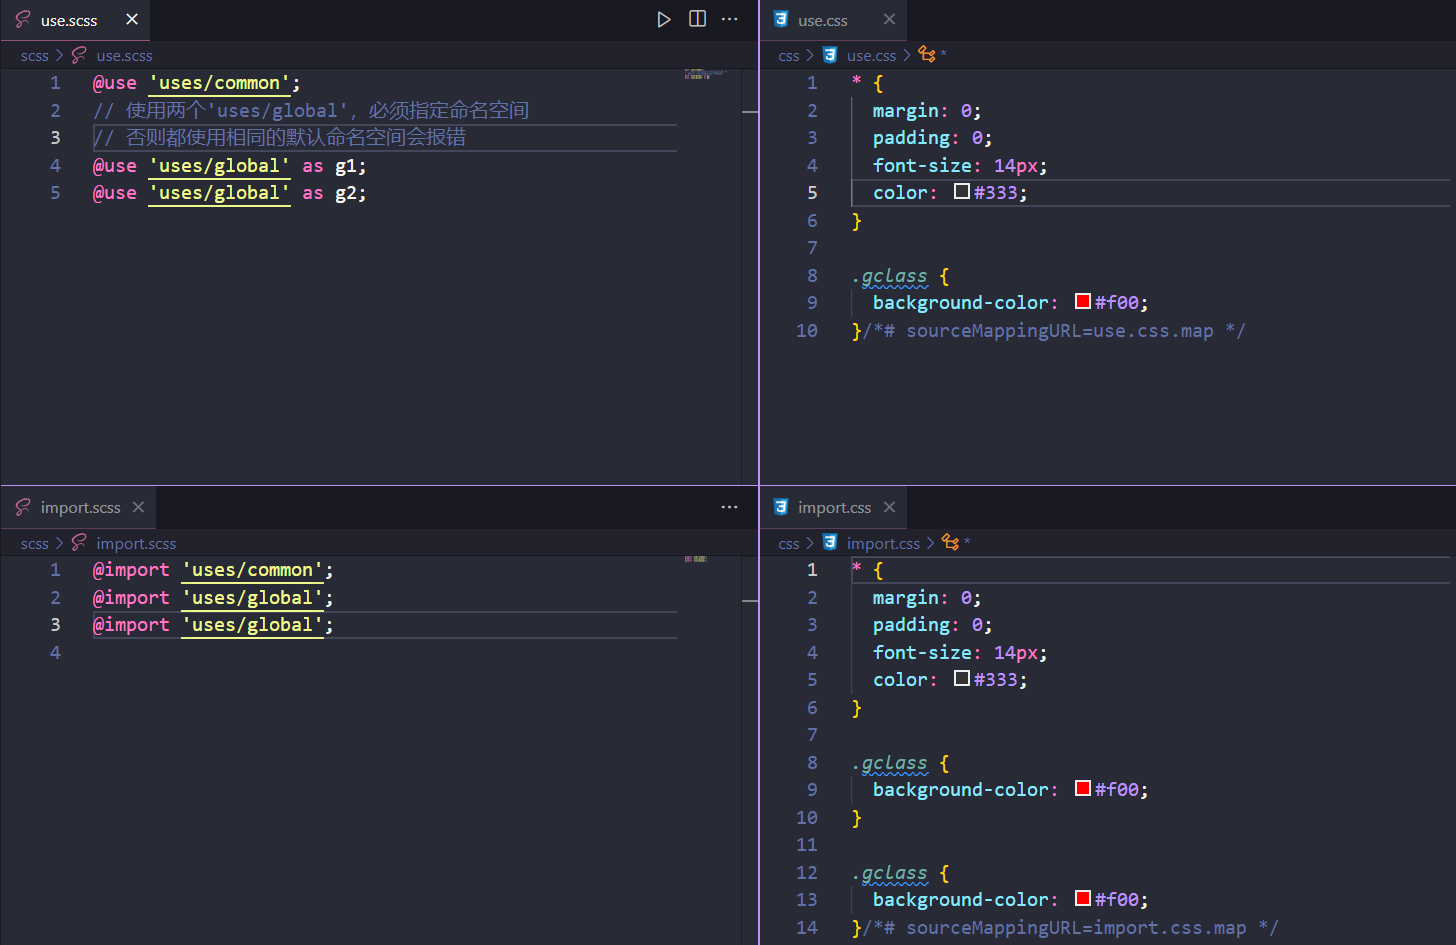 use.scss
scss > use.scss
1 @use 'uses/common';
2 // 使用两个'uses/global', 必须指定命名空间
3 // 否则都使用相同的默认命名空间会报错
4 @use 'uses/global' as g1;
5 @use 'uses/global' as g2;
use.css
css > use.css > *
1 * {
2 margin: 0;
3 padding: 0;
4 font-size: 14px;
5 color: #333;
6 }
7
8 .gclass {
9 background-color: #f00;
10 }/*# sourceMappingURL=use.css.map */
import.scss
scss > import.scss
1 @import 'uses/common';
2 @import 'uses/global';
3 @import 'uses/global';
4
import.css
css > import.css > *
1 * {
2 margin: 0;
3 padding: 0;
4 font-size: 14px;
5 color: #333;
6 }
7
8 .gclass {
9 background-color: #f00;
10 }
11
12 .gclass {
13 background-color: #f00;
14 }/*# sourceMappingURL=import.css.map */